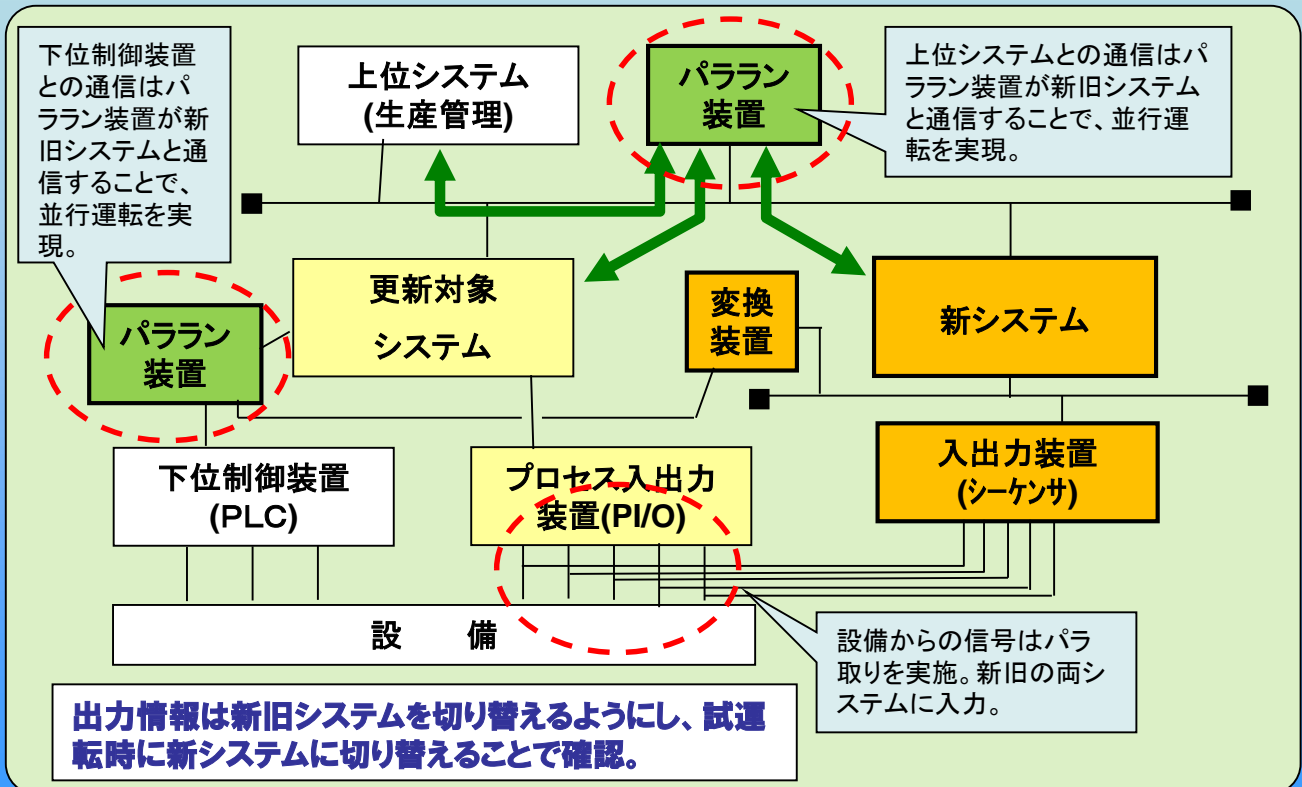 下位制御装置
との通信はパ
ララン装置が新
旧システムと通
信することで、
並行運転を実
現。
上位システム
(生産管理)
パララン
装置
上位システムとの通信はパ
ララン装置が新旧システム
と通信することで、並行運
転を実現。
更新対象
システム
変換
装置
新システム
パララン
装置
下位制御装置
(PLC)
プロセス入出力
装置(PI/O)
入出力装置
(シーケンサ)
設　備
設備からの信号はパラ
取りを実施。新旧の両シ
ステムに入力。
出力情報は新旧システムを切り替えるようにし、試運
転時に新システムに切り替えることで確認。